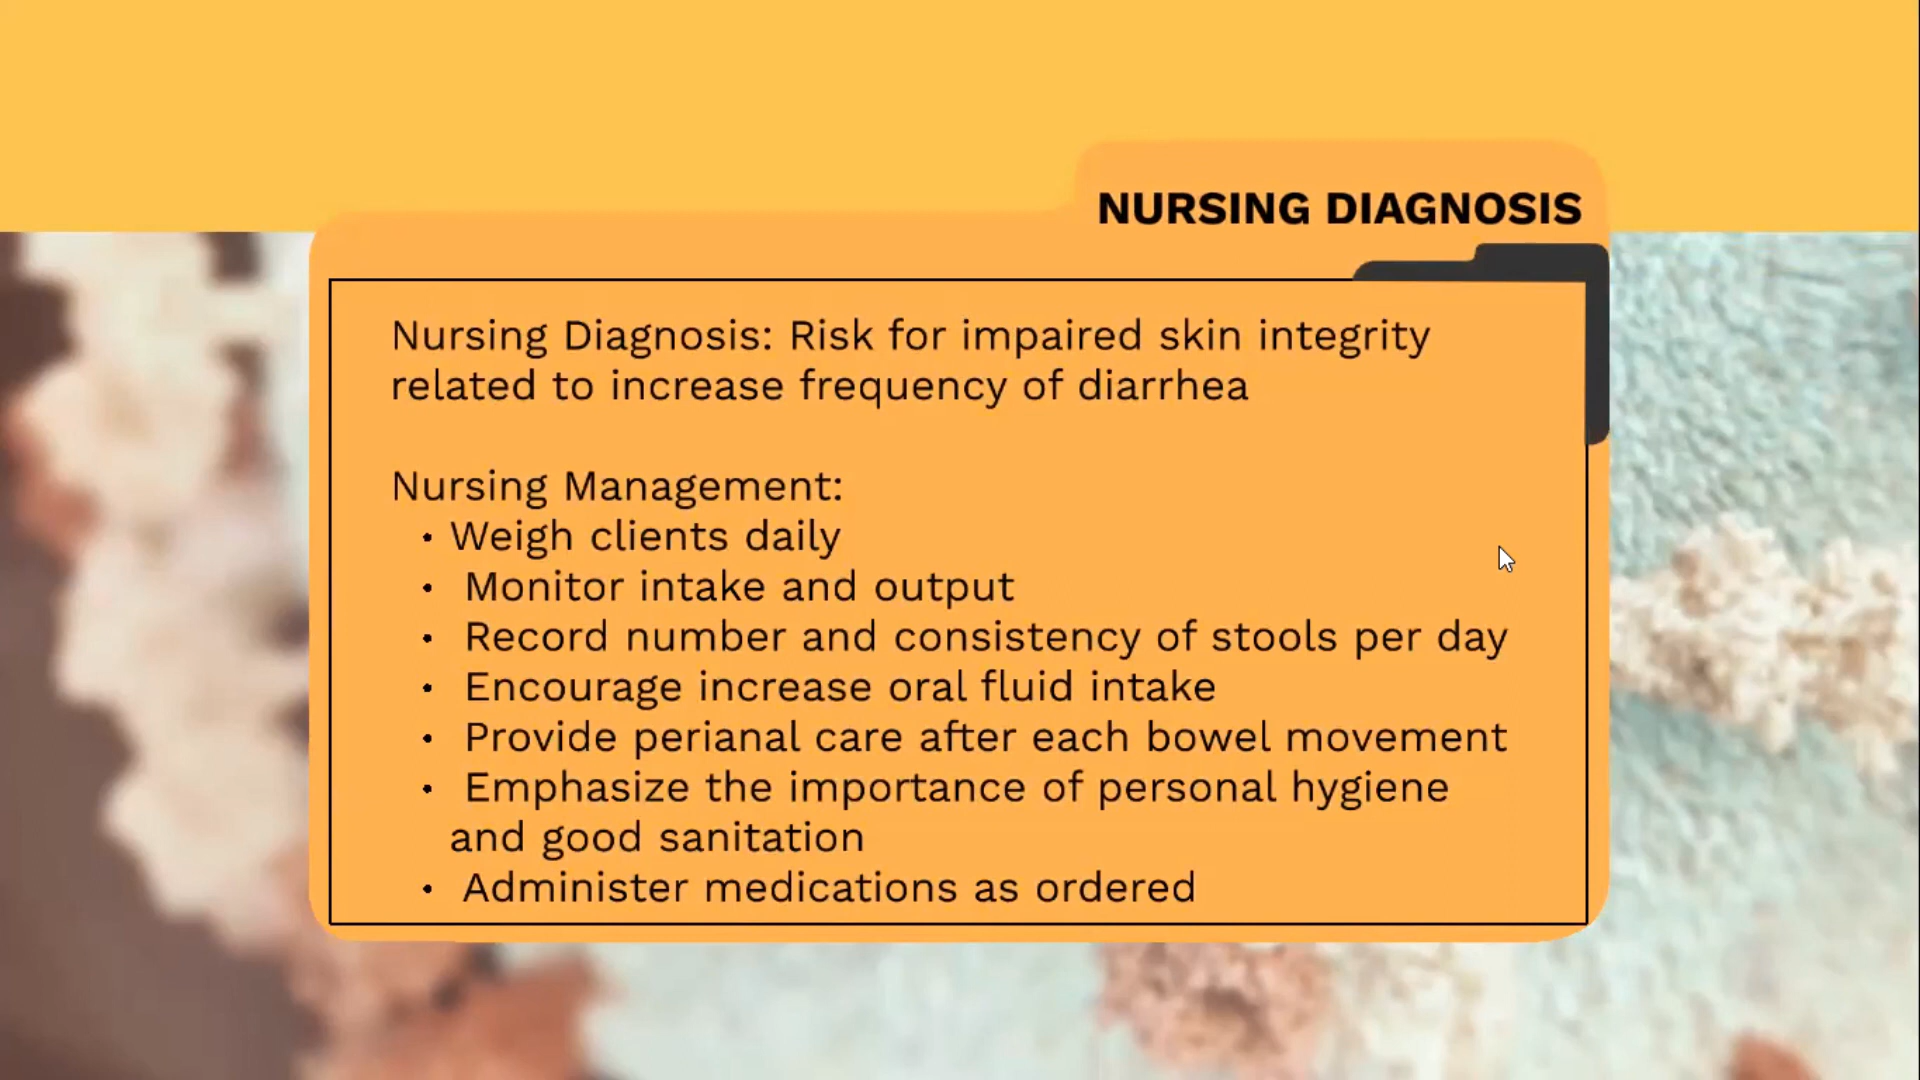 NURSING DIAGNOSIS
Nursing Diagnosis: Risk for impaired skin integrity
related to increase frequency of diarrhea
Nursing Management:
• Weigh clients daily
• Monitor intake and output
• Record number and consistency of stools per day
• Encourage increase oral fluid intake
• Provide perianal care after each bowel movement
• Emphasize the importance of personal hygiene
and good sanitation
• Administer medications as ordered